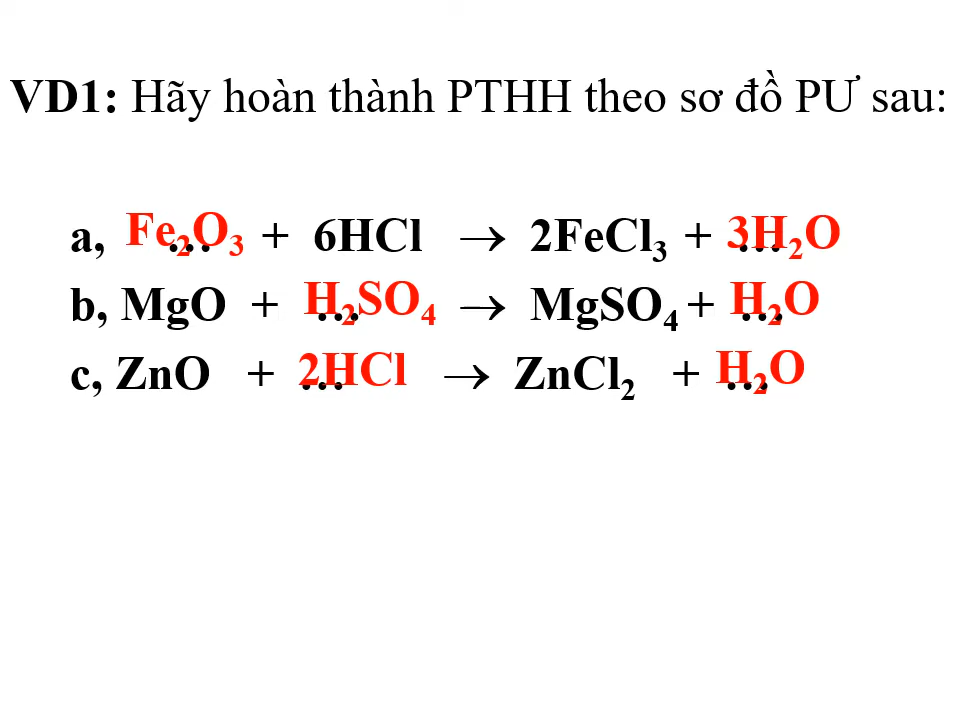 VD1: Hãy hoàn thành PTHH theo sơ đồ PƯ sau:
a, Fe₂O₃ + 6HCl → 2FeCl₃ + 3H₂O
b, MgO + H₂SO₄ → MgSO₄ + H₂O
c, ZnO + 2HCl → ZnCl₂ + H₂O